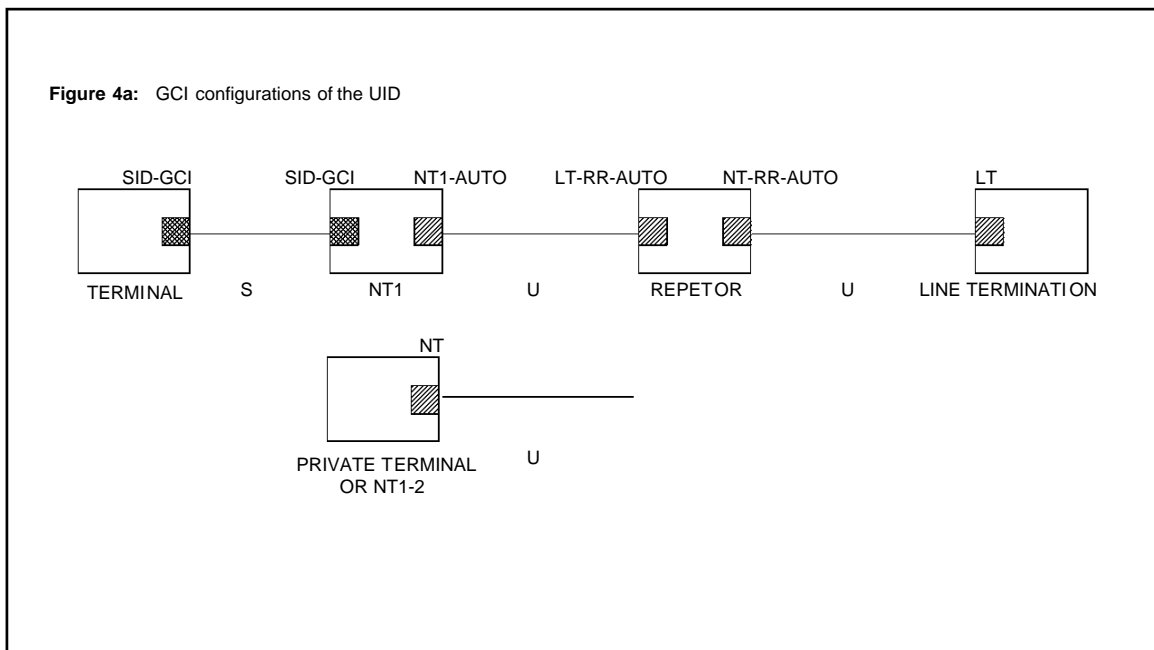 Figure 4a: GCI configurations of the UID
SID-GCI SID-GCI NT1-AUTO LT-RR-AUTO NT-RR-AUTO LT
TERMINAL S NT1 U REPETOR U LINE TERMINATION
NT
PRIVATE TERMINAL U
OR NT1-2